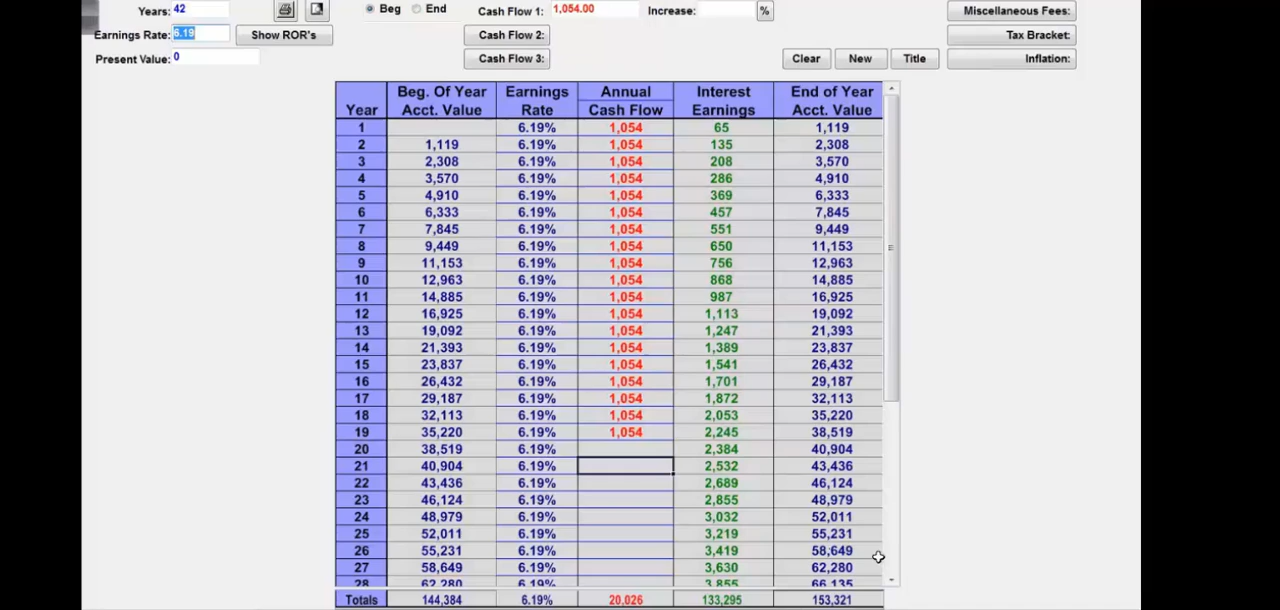 Years: 42 Beg End Cash Flow 1: 1,054.00 Increase: % Miscellaneous Fees:
Earnings Rate: 6.19 Show ROR's Cash Flow 2: Tax Bracket:
Present Value: 0 Cash Flow 3: Clear New Title Inflation:
Beg. Of Year Earnings Annual Interest End of Year
Year Acct. Value Rate Cash Flow Earnings Acct. Value
1 6.19% 1,054 65 1,119
2 1,119 6.19% 1,054 135 2,308
3 2,308 6.19% 1,054 208 3,570
4 3,570 6.19% 1,054 286 4,910
5 4,910 6.19% 1,054 369 6,333
6 6,333 6.19% 1,054 457 7,845
7 7,845 6.19% 1,054 551 9,449
8 9,449 6.19% 1,054 650 11,153
9 11,153 6.19% 1,054 756 12,963
10 12,963 6.19% 1,054 868 14,885
11 14,885 6.19% 1,054 987 16,925
12 16,925 6.19% 1,054 1,113 19,092
13 19,092 6.19% 1,054 1,247 21,393
14 21,393 6.19% 1,054 1,389 23,837
15 23,837 6.19% 1,054 1,541 26,432
16 26,432 6.19% 1,054 1,701 29,187
17 29,187 6.19% 1,054 1,872 32,113
18 32,113 6.19% 1,054 2,053 35,220
19 35,220 6.19% 1,054 2,245 38,519
20 38,519 6.19% 2,384 40,904
21 40,904 6.19% 2,532 43,436
22 43,436 6.19% 2,689 46,124
23 46,124 6.19% 2,855 48,979
24 48,979 6.19% 3,032 52,011
25 52,011 6.19% 3,219 55,231
26 55,231 6.19% 3,419 58,649
27 58,649 6.19% 3,630 62,280
28 62,280 6.19% 3,855 66,135
Totals 144,384 6.19% 20,026 133,295 153,321